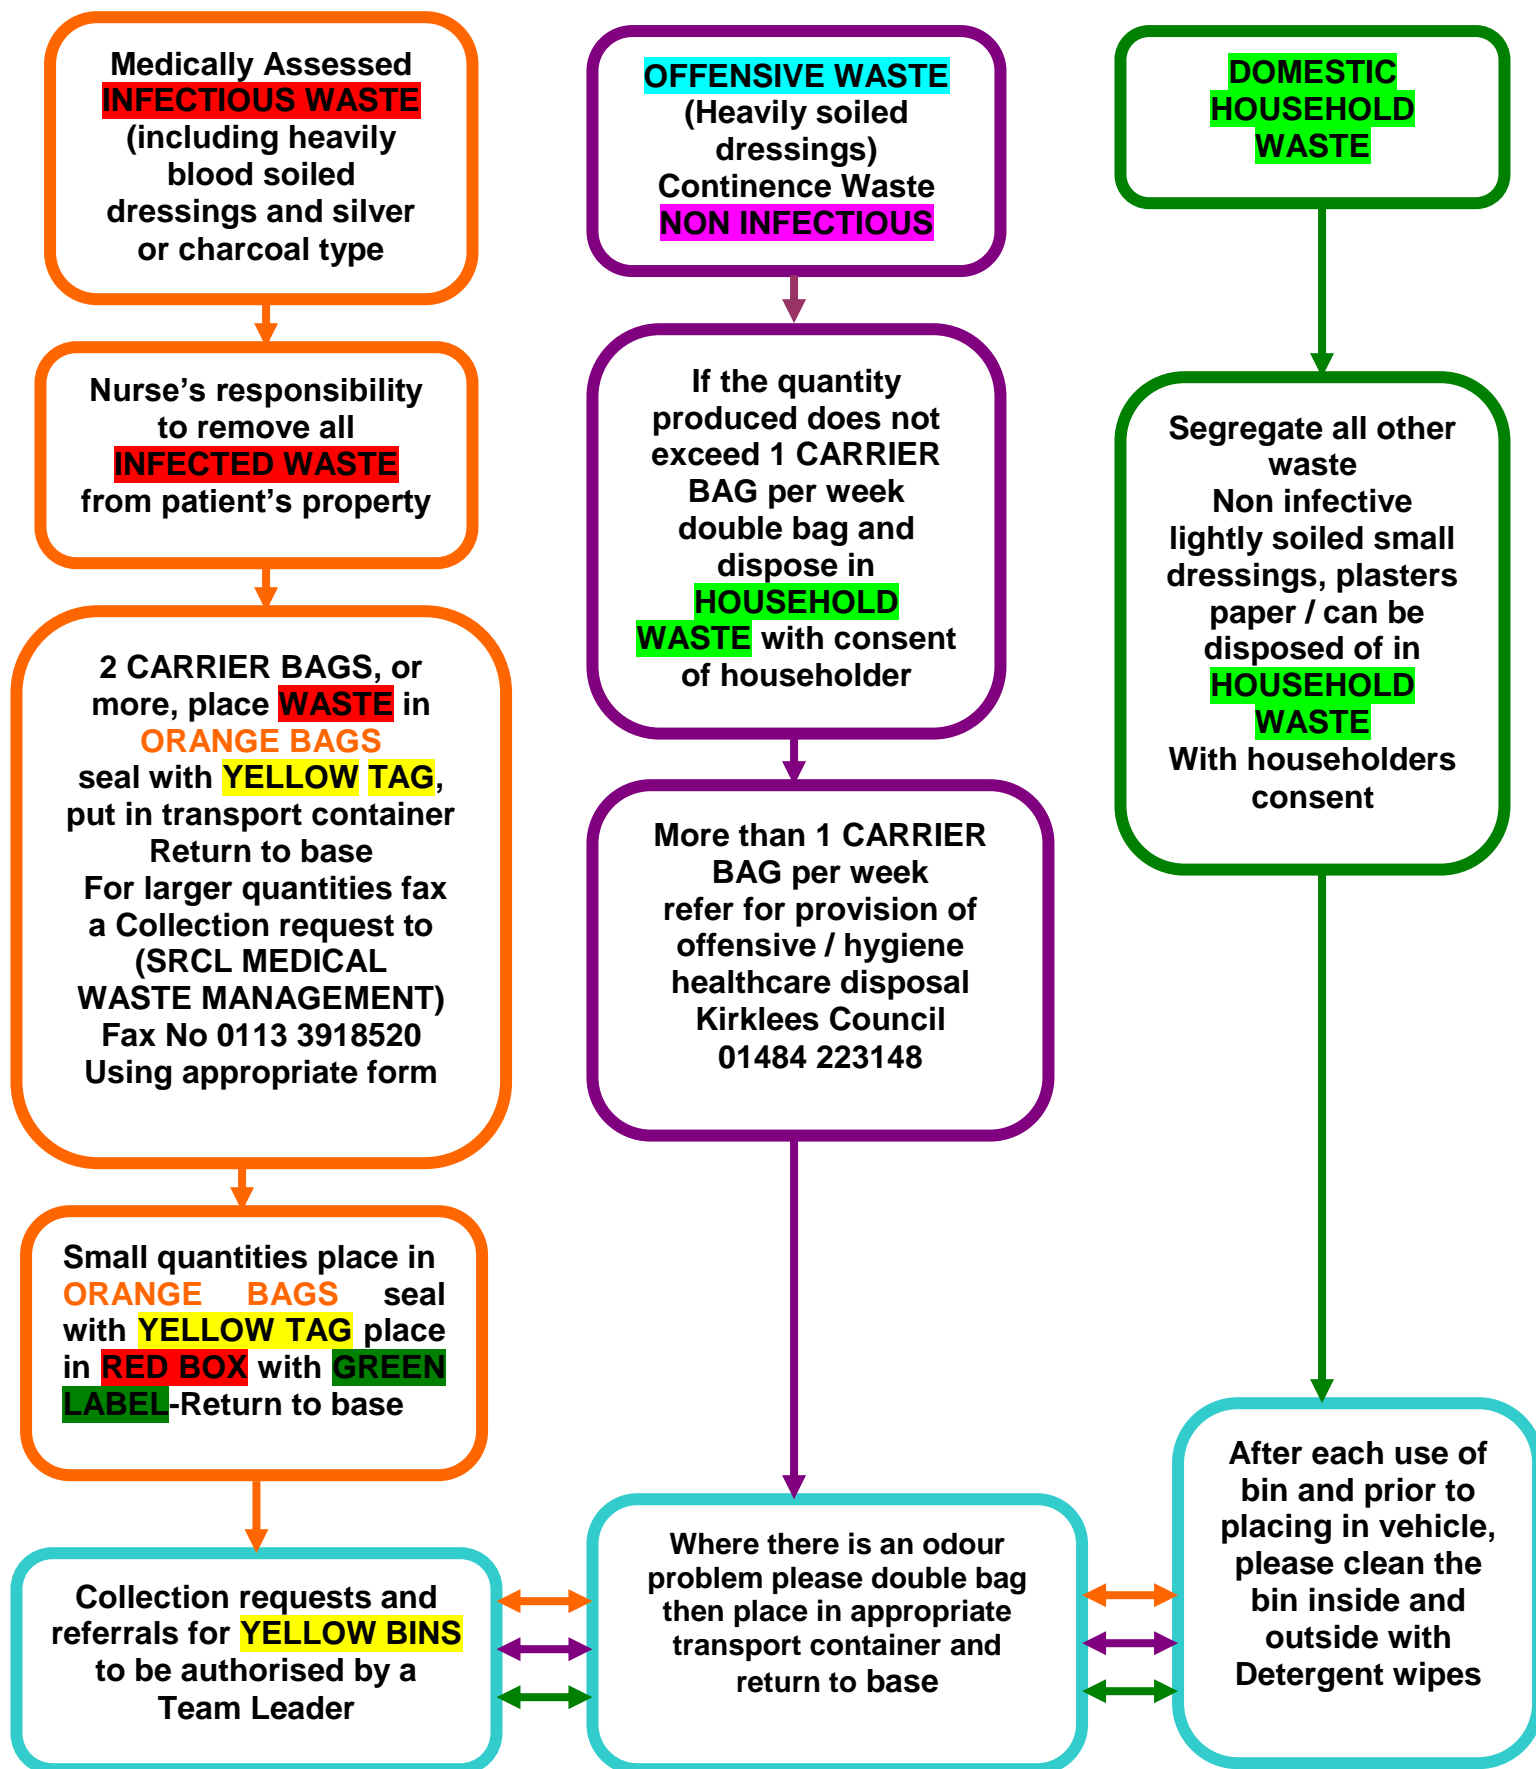 Medically Assessed
INFECTIOUS WASTE
(including heavily
blood soiled
dressings and silver
or charcoal type
Nurse’s responsibility
to remove all
INFECTED WASTE
from patient’s property
2 CARRIER BAGS, or
more, place WASTE in
ORANGE BAGS
seal with YELLOW TAG,
put in transport container
Return to base
For larger quantities fax
a Collection request to
(SRCL MEDICAL
WASTE MANAGEMENT)
Fax No 0113 3918520
Using appropriate form
Small quantities place in
ORANGE BAGS seal
with YELLOW TAG place
in RED BOX with GREEN
LABEL-Return to base
Collection requests and
referrals for YELLOW BINS
to be authorised by a
Team Leader
OFFENSIVE WASTE
(Heavily soiled
dressings)
Continence Waste
NON INFECTIOUS
If the quantity
produced does not
exceed 1 CARRIER
BAG per week
double bag and
dispose in
HOUSEHOLD
WASTE with consent
of householder
More than 1 CARRIER
BAG per week
refer for provision of
offensive / hygiene
healthcare disposal
Kirklees Council
01484 223148
Where there is an odour
problem please double bag
then place in appropriate
transport container and
return to base
DOMESTIC
HOUSEHOLD
WASTE
Segregate all other
waste
Non infective
lightly soiled small
dressings, plasters
paper / can be
disposed of in
HOUSEHOLD
WASTE
With householders
consent
After each use of
bin and prior to
placing in vehicle,
please clean the
bin inside and
outside with
Detergent wipes